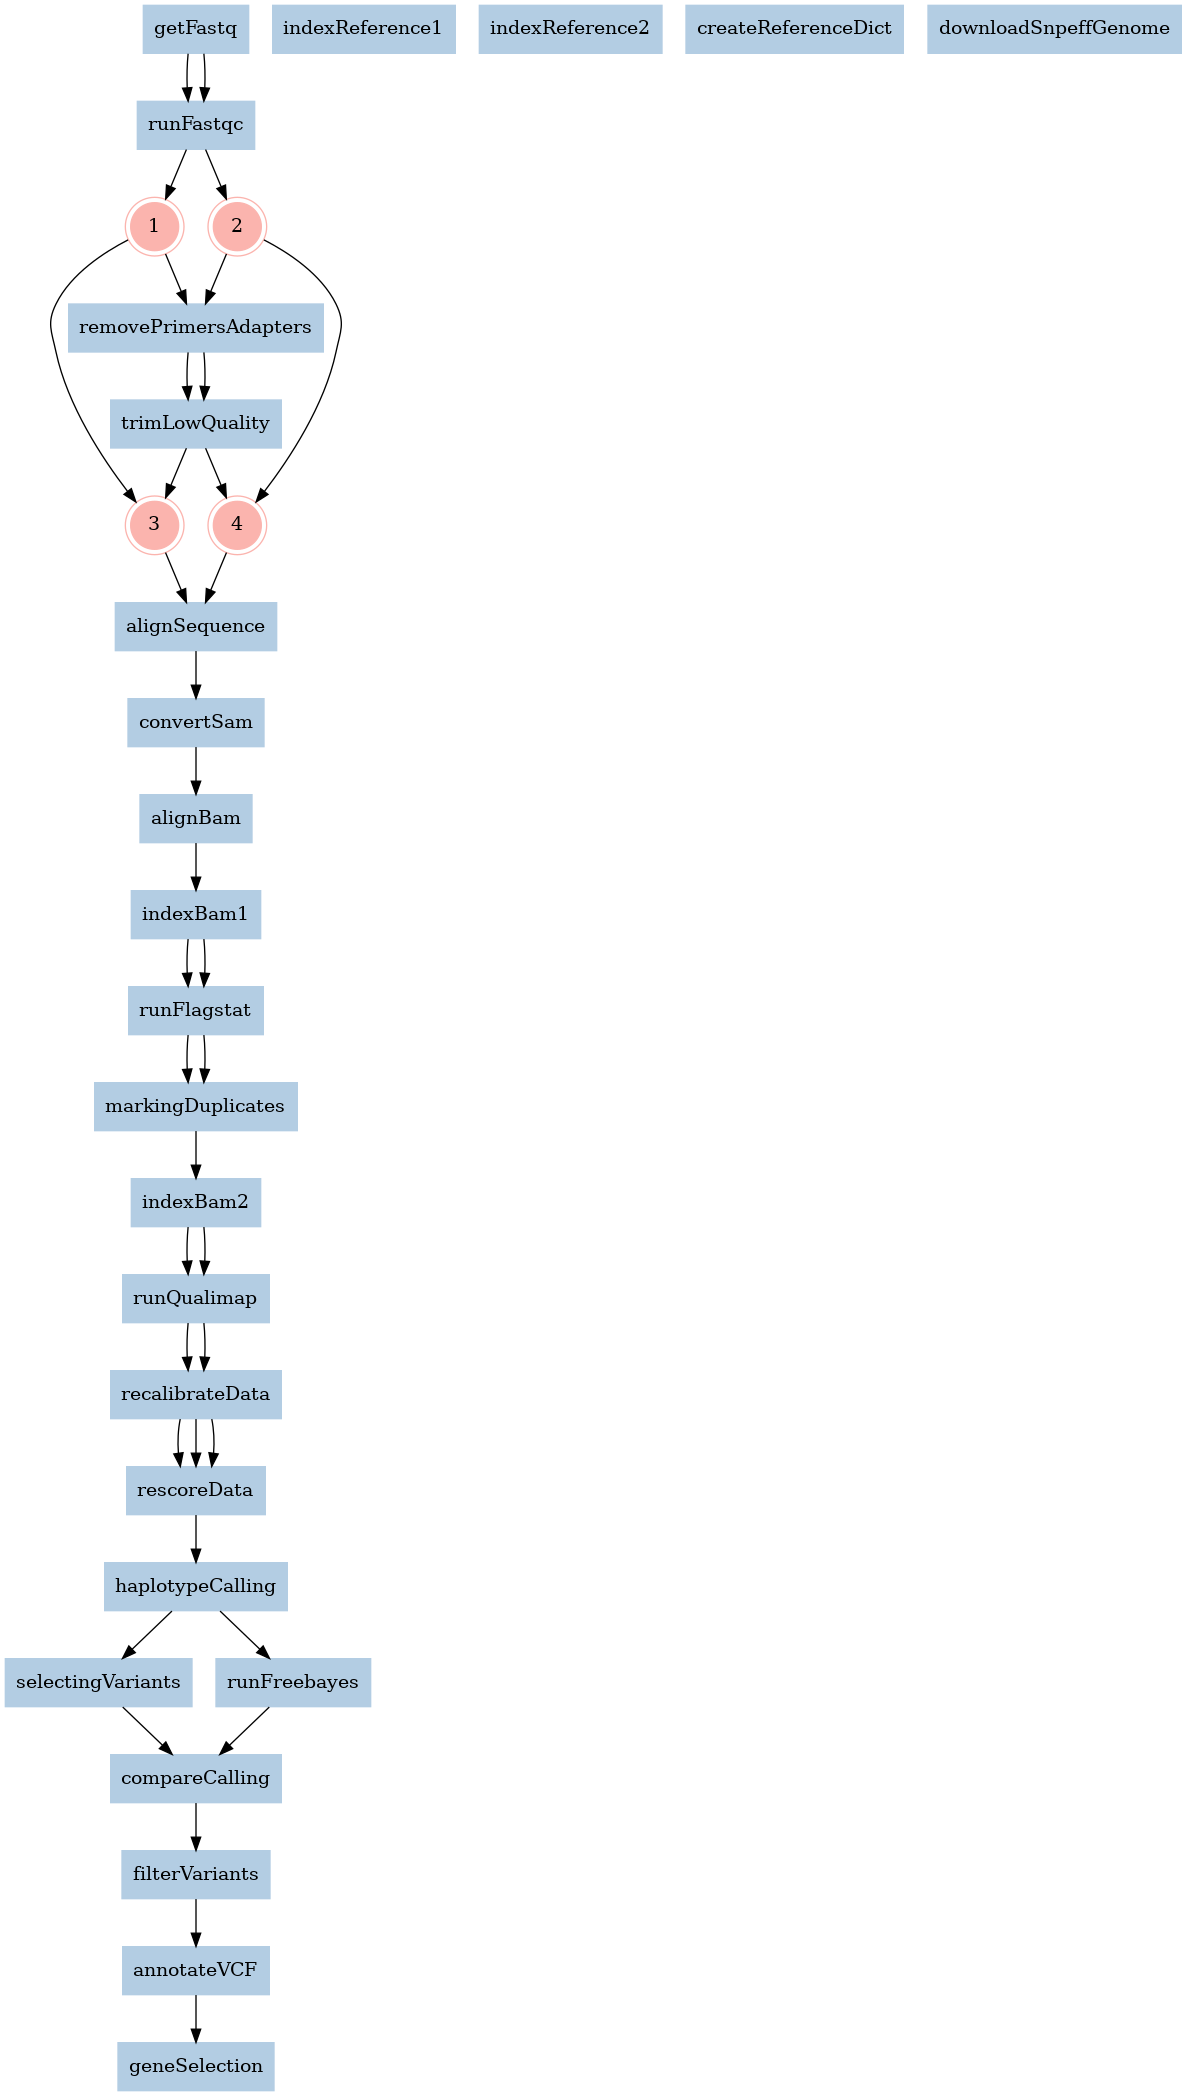 getFastq
indexReference1
indexReference2
createReferenceDict
downloadSnpeffGenome
runFastqc
1
2
removePrimersAdapters
trimLowQuality
3
4
alignSequence
convertSam
alignBam
indexBam1
runFlagstat
markingDuplicates
indexBam2
runQualimap
recalibrateData
rescoreData
haplotypeCalling
selectingVariants
runFreebayes
compareCalling
filterVariants
annotateVCF
geneSelection